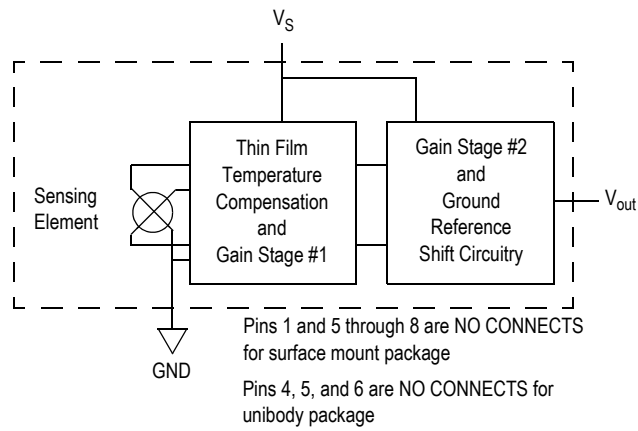 V_S
Thin Film
Temperature
Compensation
and
Gain Stage #1
Gain Stage #2
and
Ground
Reference
Shift Circuitry
Sensing
Element
V_out
GND
Pins 1 and 5 through 8 are NO CONNECTS
for surface mount package
Pins 4, 5, and 6 are NO CONNECTS for
unibody package